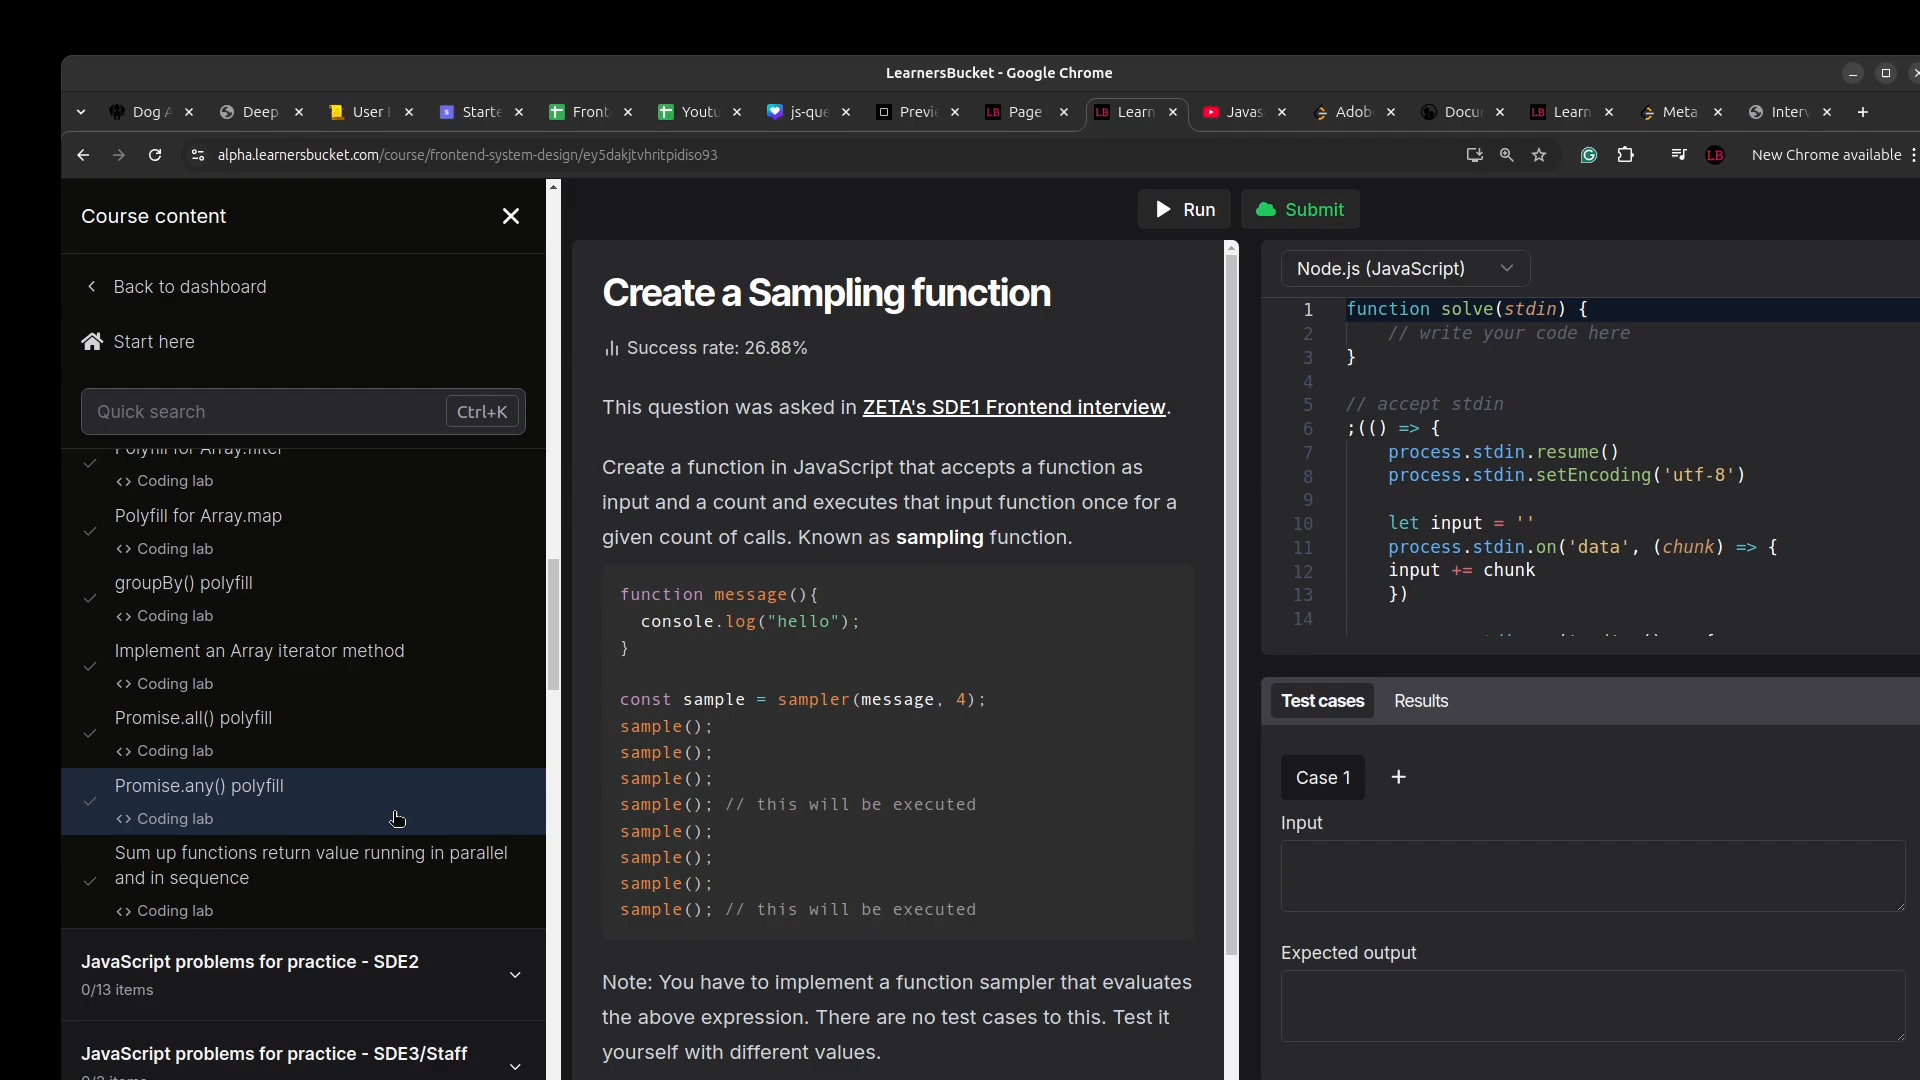 LearnersBucket - Google Chrome
Dog A
Deep
User I
Starte
Front
Youtu
js-que
Previe
Page
Learn
Javas
Adob
Docu
Learn
Meta
Interv
alpha.learnersbucket.com/course/frontend-system-design/ey5dakjtvhritpidiso93
New Chrome available
Course content
Back to dashboard
Start here
Quick search
Ctrl+K
Polyfill for Array.filter
<> Coding lab
Polyfill for Array.map
<> Coding lab
groupBy() polyfill
<> Coding lab
Implement an Array iterator method
<> Coding lab
Promise.all() polyfill
<> Coding lab
Promise.any() polyfill
<> Coding lab
Sum up functions return value running in parallel
and in sequence
<> Coding lab
JavaScript problems for practice - SDE2
0/13 items
JavaScript problems for practice - SDE3/Staff
Run
Submit
Create a Sampling function
Success rate: 26.88%
This question was asked in ZETA's SDE1 Frontend interview.
Create a function in JavaScript that accepts a function as
input and a count and executes that input function once for a
given count of calls. Known as sampling function.
function message(){
console.log("hello");
}
const sample = sampler(message, 4);
sample();
sample();
sample();
sample(); // this will be executed
sample();
sample();
sample();
sample(); // this will be executed
Note: You have to implement a function sampler that evaluates
the above expression. There are no test cases to this. Test it
yourself with different values.
Node.js (JavaScript)
1 function solve(stdin) {
2 // write your code here
3 }
4
5 // accept stdin
6 ;(() => {
7 process.stdin.resume()
8 process.stdin.setEncoding('utf-8')
9
10 let input = ''
11 process.stdin.on('data', (chunk) => {
12 input += chunk
13 })
14
Test cases
Results
Case 1
Input
Expected output